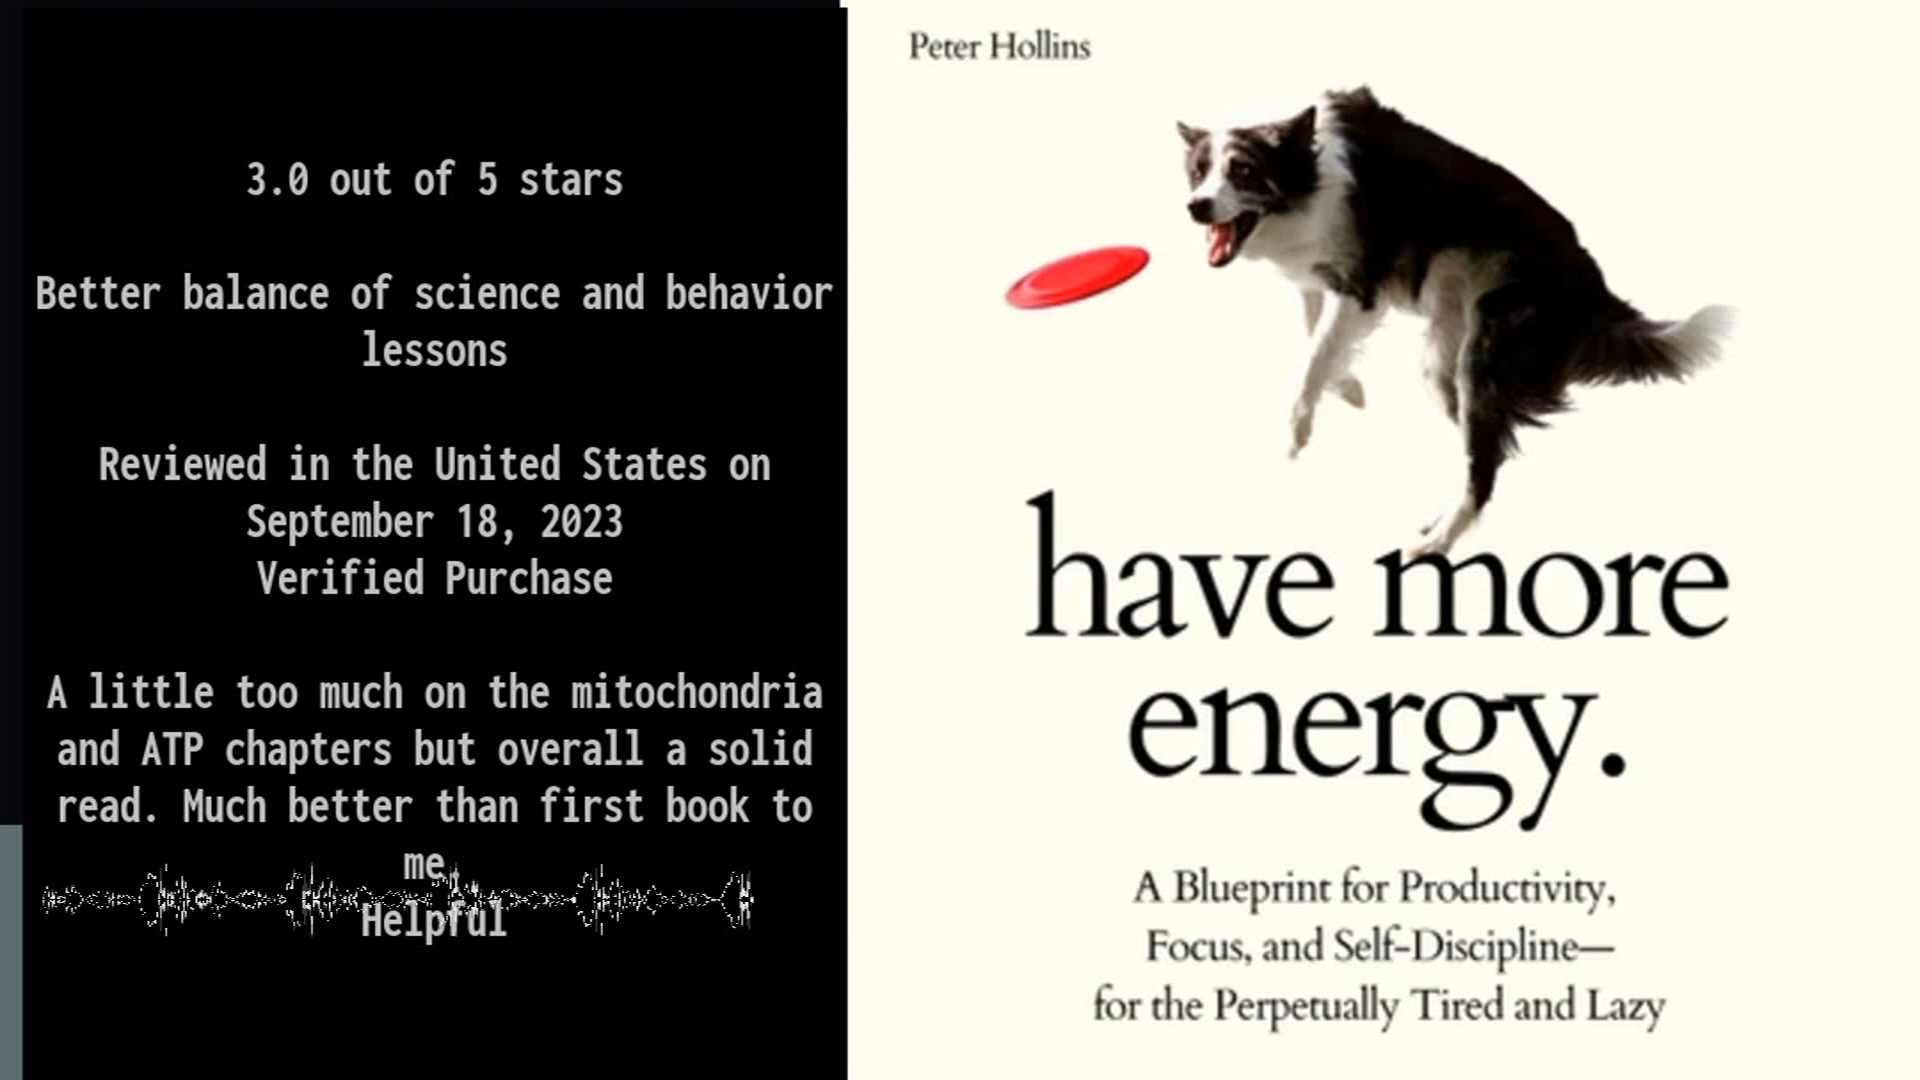 3.0 out of 5 stars
Better balance of science and behavior
lessons
Reviewed in the United States on
September 18, 2023
Verified Purchase
A little too much on the mitochondria
and ATP chapters but overall a solid
read. Much better than first book to
me.
Helpful
Peter Hollins
have more
energy.
A Blueprint for Productivity,
Focus, and Self-Discipline—
for the Perpetually Tired and Lazy